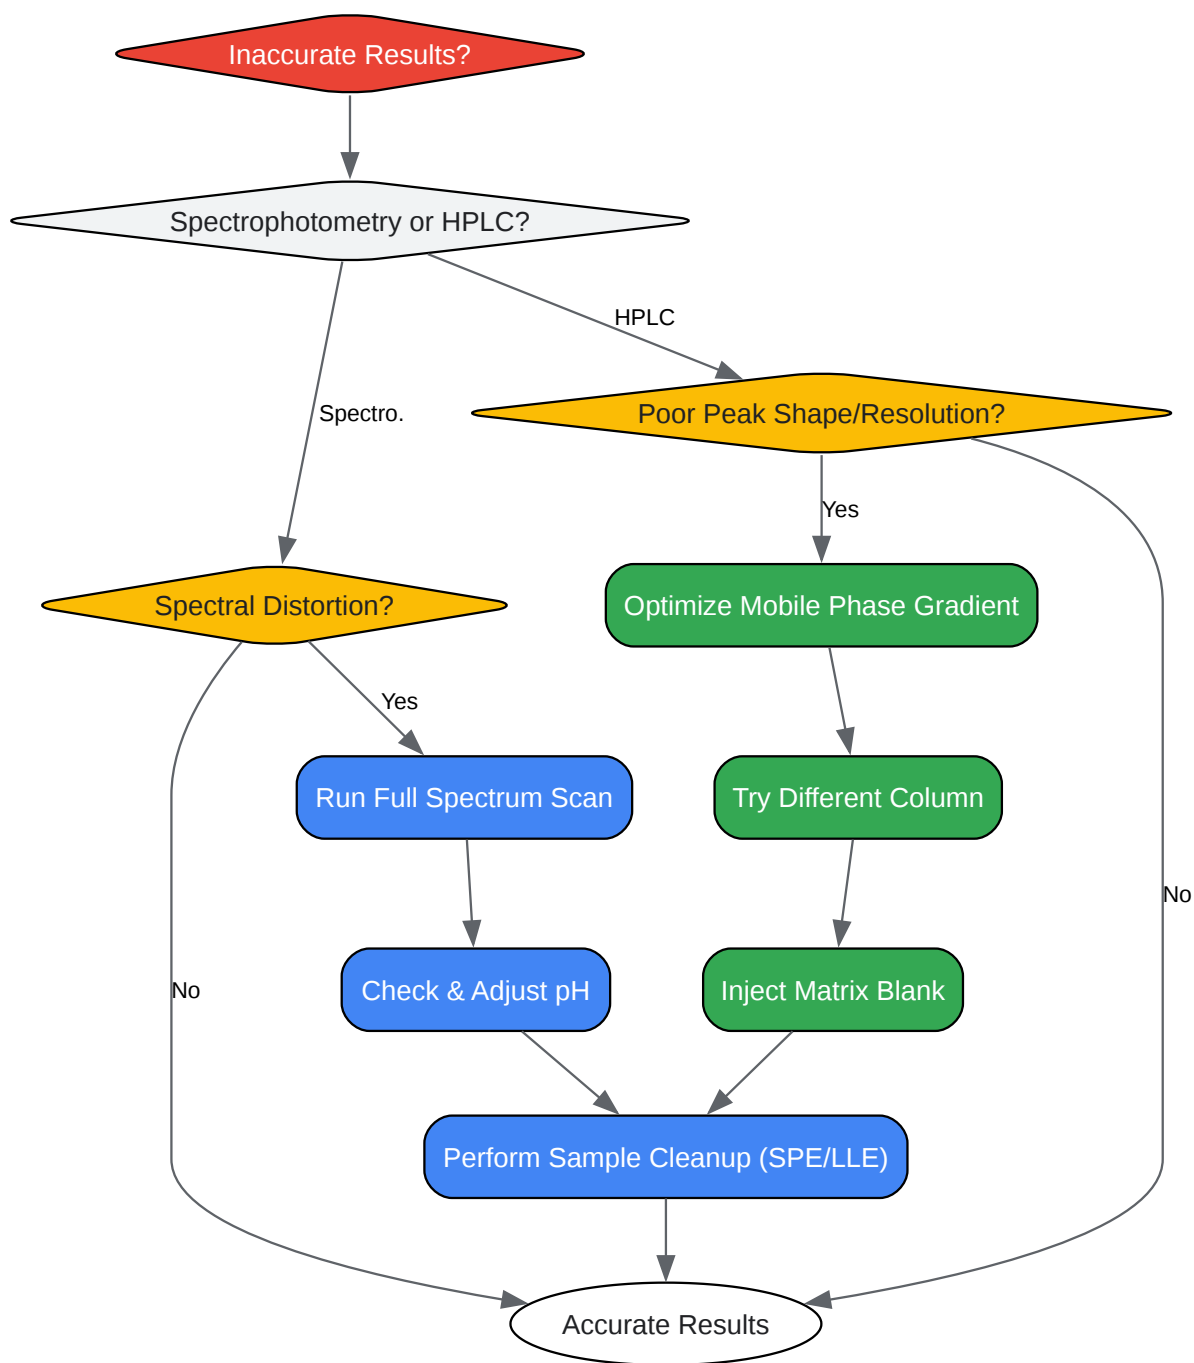 Inaccurate Results?
Spectrophotometry or HPLC?
HPLC
Spectro.
Poor Peak Shape/Resolution?
Yes
Spectral Distortion?
Optimize Mobile Phase Gradient
Yes
Run Full Spectrum Scan
Try Different Column
No
No
Check & Adjust pH
Inject Matrix Blank
Perform Sample Cleanup (SPE/LLE)
Accurate Results